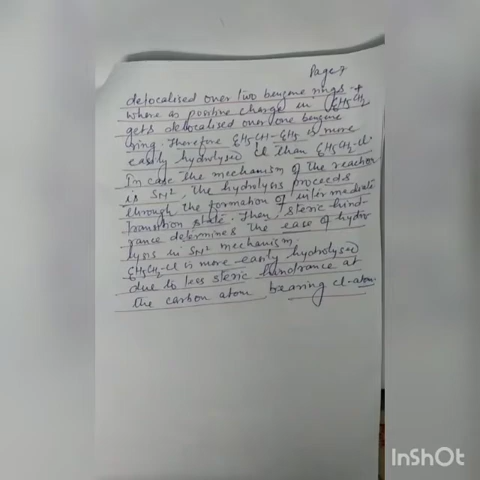 Page 7
delocalised over two benzene rings
where as positive charge in C6H5CH2+
gets delocalised over one benzene
ring. Therefore C6H5CH-C6H5 is more
easily hydrolysed Cl than C6H5CH2-Cl.
In case the mechanism of the reaction
is SN2, the hydrolysis proceeds
through the formation of intermediate
transition state. Then, steric hind-
rance determines the ease of hydro
lysis in SN2 mechanism.
C6H5CH2-Cl is more easily hydrolysed
due to less steric hindrance at
the carbon atom bearing Cl-atom.
InShOt